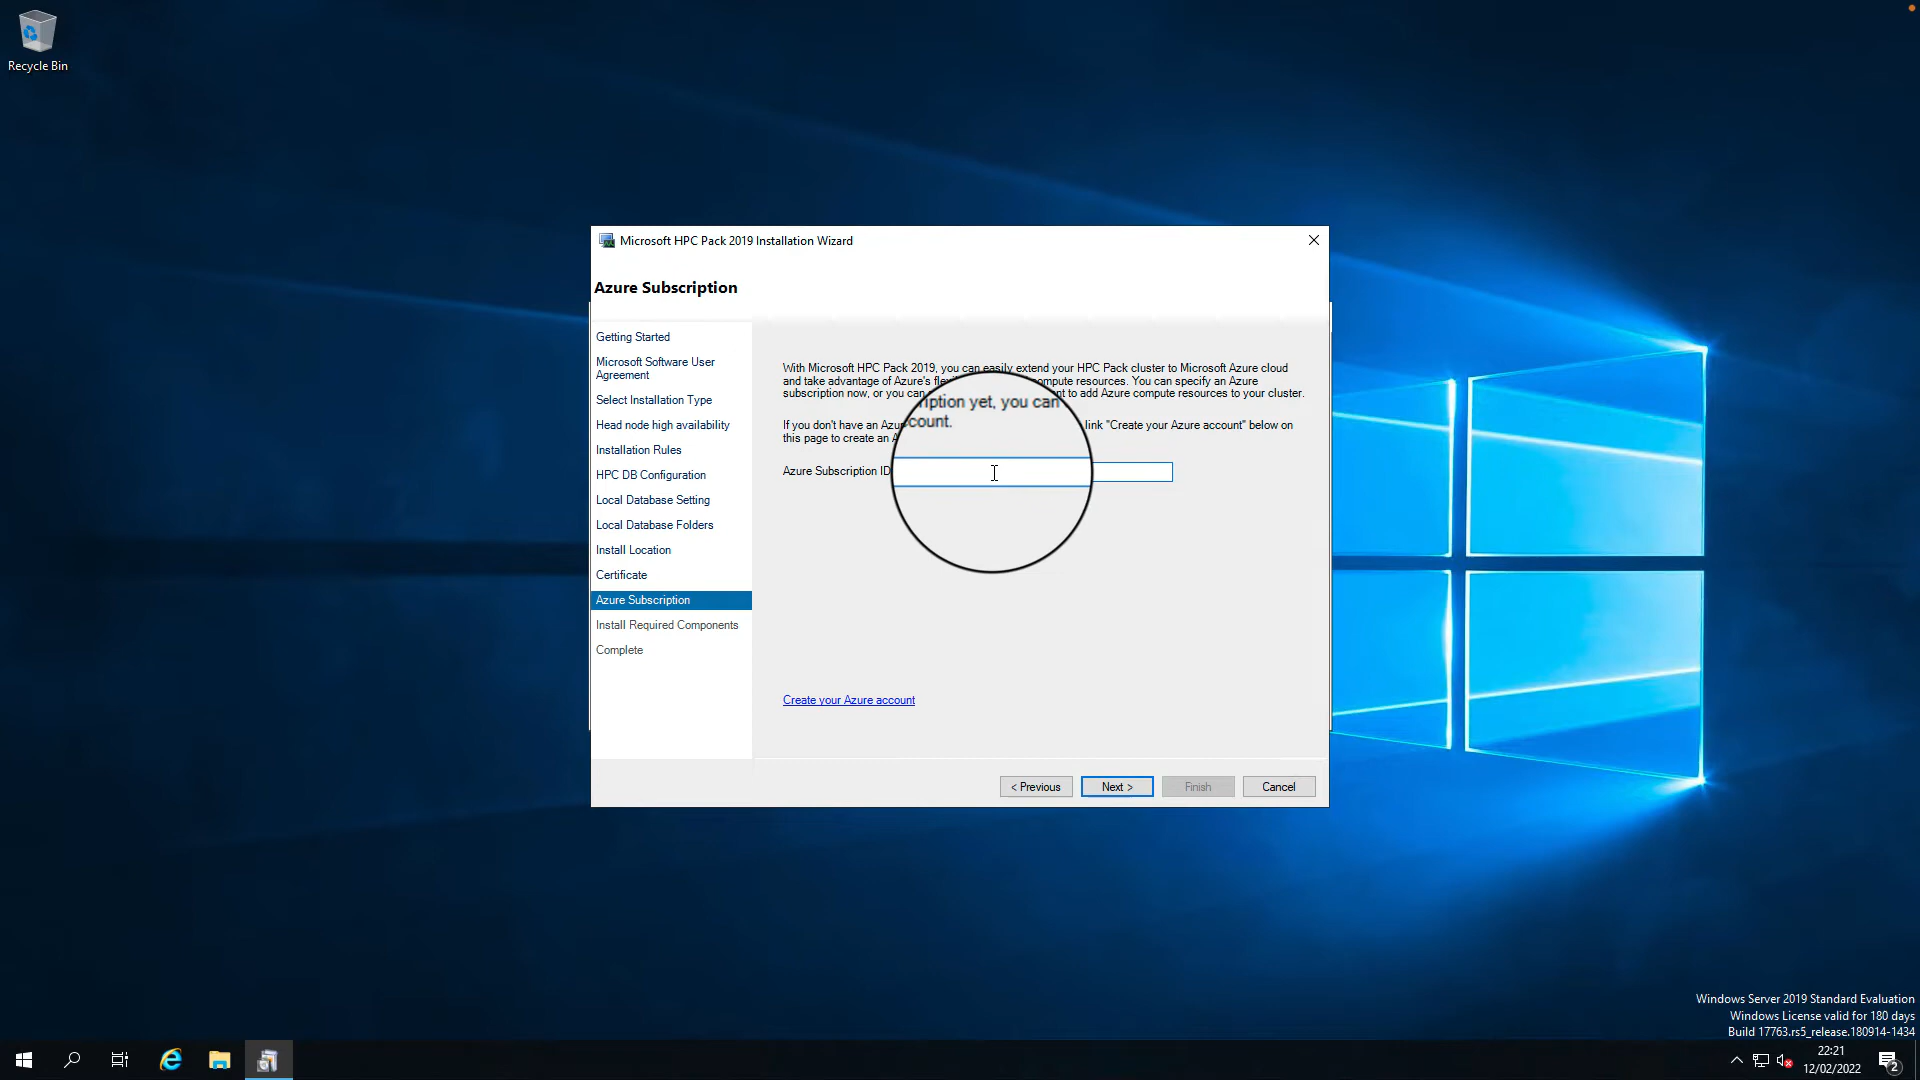 Recycle Bin
Microsoft HPC Pack 2019 Installation Wizard
Azure Subscription
Getting Started
Microsoft Software User
Agreement
Select Installation Type
Head node high availability
Installation Rules
HPC DB Configuration
Local Database Setting
Local Database Folders
Install Location
Certificate
Azure Subscription
Install Required Components
Complete
With Microsoft HPC Pack 2019, you can easily extend your HPC Pack cluster to Microsoft Azure cloud
and take advantage of Azure's compute resources. You can specify an Azure
subscription now, or you can to add Azure compute resources to your cluster.
yet, you can
If you don't have an link "Create your Azure account" below on
this page to create an
Azure Subscription ID
Create your Azure account
< Previous
Next >
Finish
Cancel
Windows Server 2019 Standard Evaluation
Windows License valid for 180 days
Build 17763.rs5_release.180914-1434
22:21
12/02/2022
2